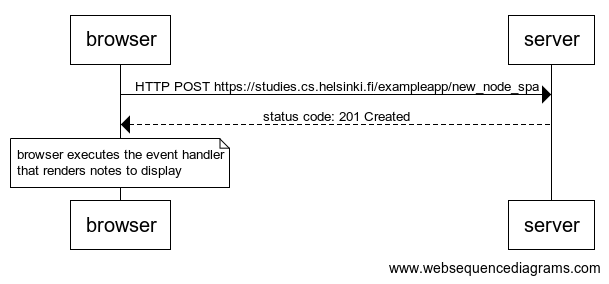 browser
server
HTTP POST https://studies.cs.helsinki.fi/exampleapp/new_node_spa
status code: 201 Created
browser executes the event handler
that renders notes to display
browser
server
www.websequencediagrams.com